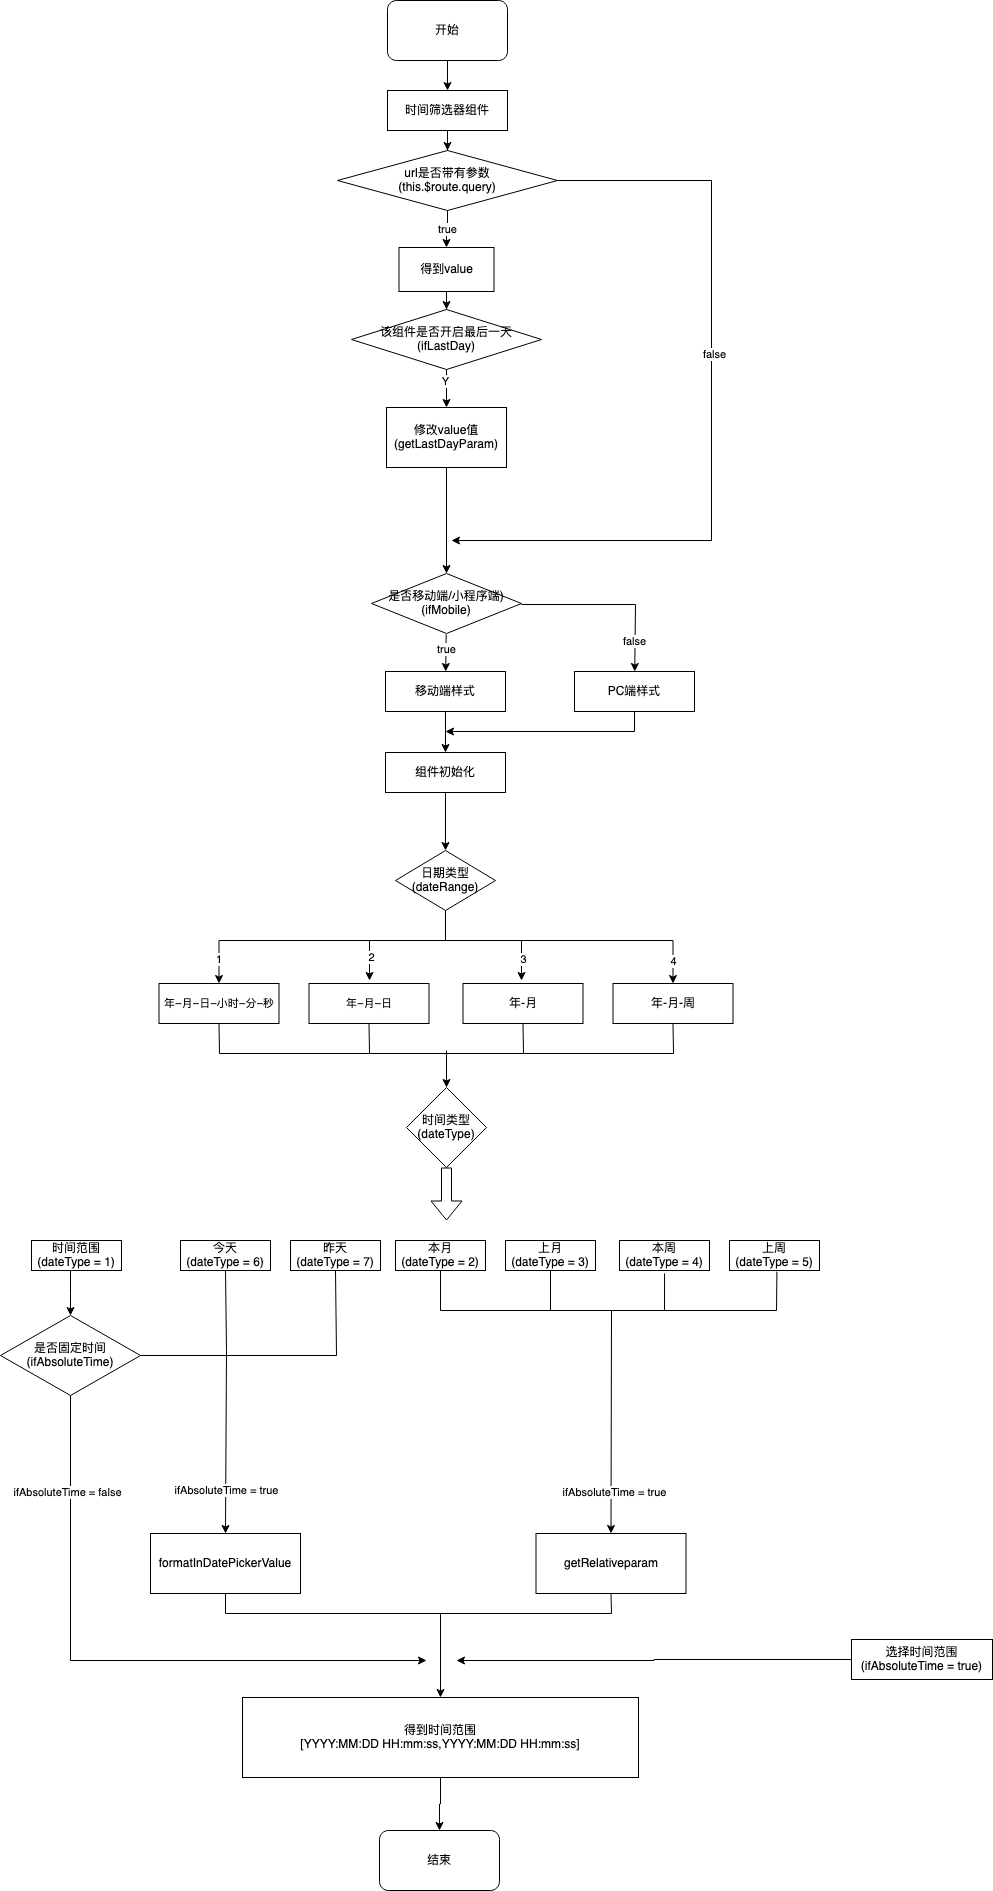 开始
时间筛选器组件
url是否带有参数
(this.$route.query)
true
得到value
该组件是否开启最后一天
(ifLastDay)
false
Y
修改value值
(getLastDayParam)
是否移动端/小程序端)
(ifMobile)
true
false
移动端样式
PC端样式
组件初始化
日期类型
(dateRange)
1
2
3
4
年-月-日-小时-分-秒
年-月-日
年-月
年-月-周
时间类型
(dateType)
时间范围
(dateType = 1)
今天
(dateType = 6)
昨天
(dateType = 7)
本月
(dateType = 2)
上月
(dateType = 3)
本周
(dateType = 4)
上周
(dateType = 5)
是否固定时间
(ifAbsoluteTime)
ifAbsoluteTime = false
ifAbsoluteTime = true
ifAbsoluteTime = true
formatInDatePickerValue
getRelativeparam
选择时间范围
(ifAbsoluteTime = true)
得到时间范围
[YYYY:MM:DD HH:mm:ss,YYYY:MM:DD HH:mm:ss]
结束